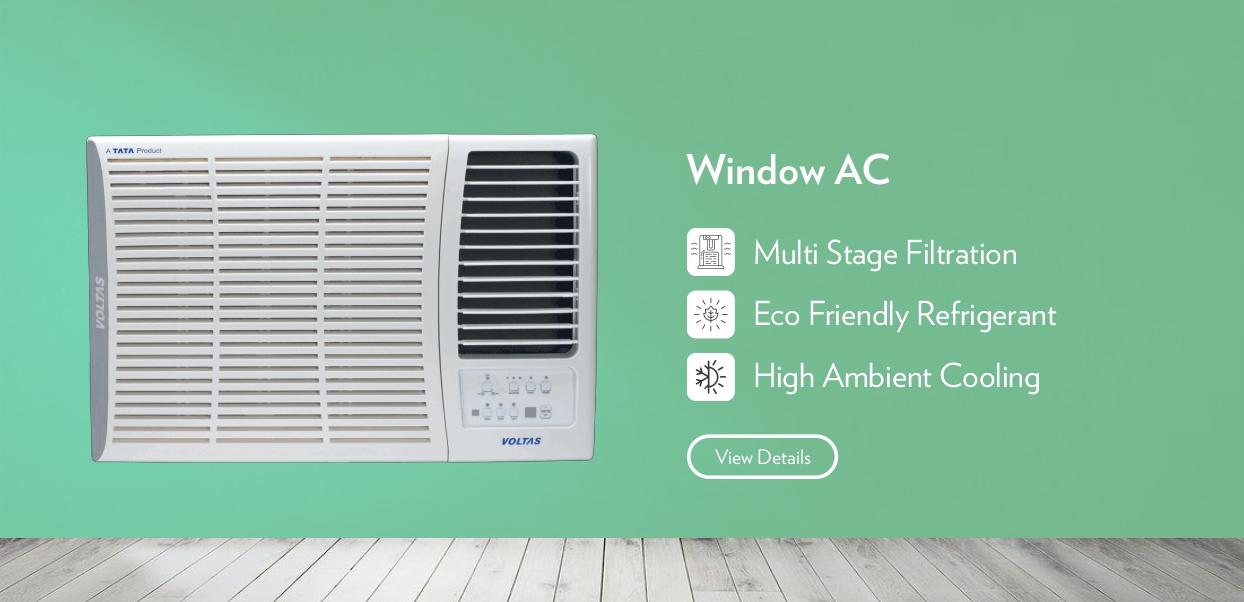 A TATA Product
VOLTAS
VOLTAS
Window AC
Multi Stage Filtration
Eco Friendly Refrigerant
High Ambient Cooling
View Details